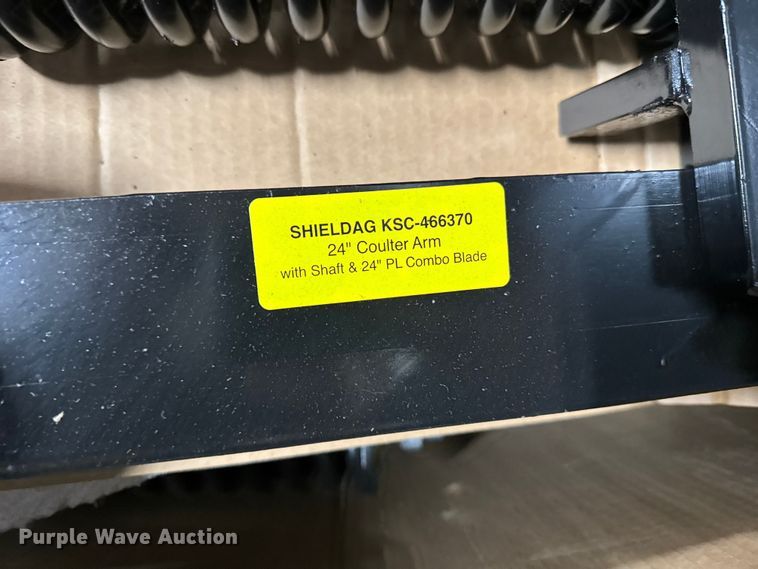 SHIELDAG KSC-466370
24" Coulter Arm
with Shaft & 24" PL Combo Blade
Purple Wave Auction